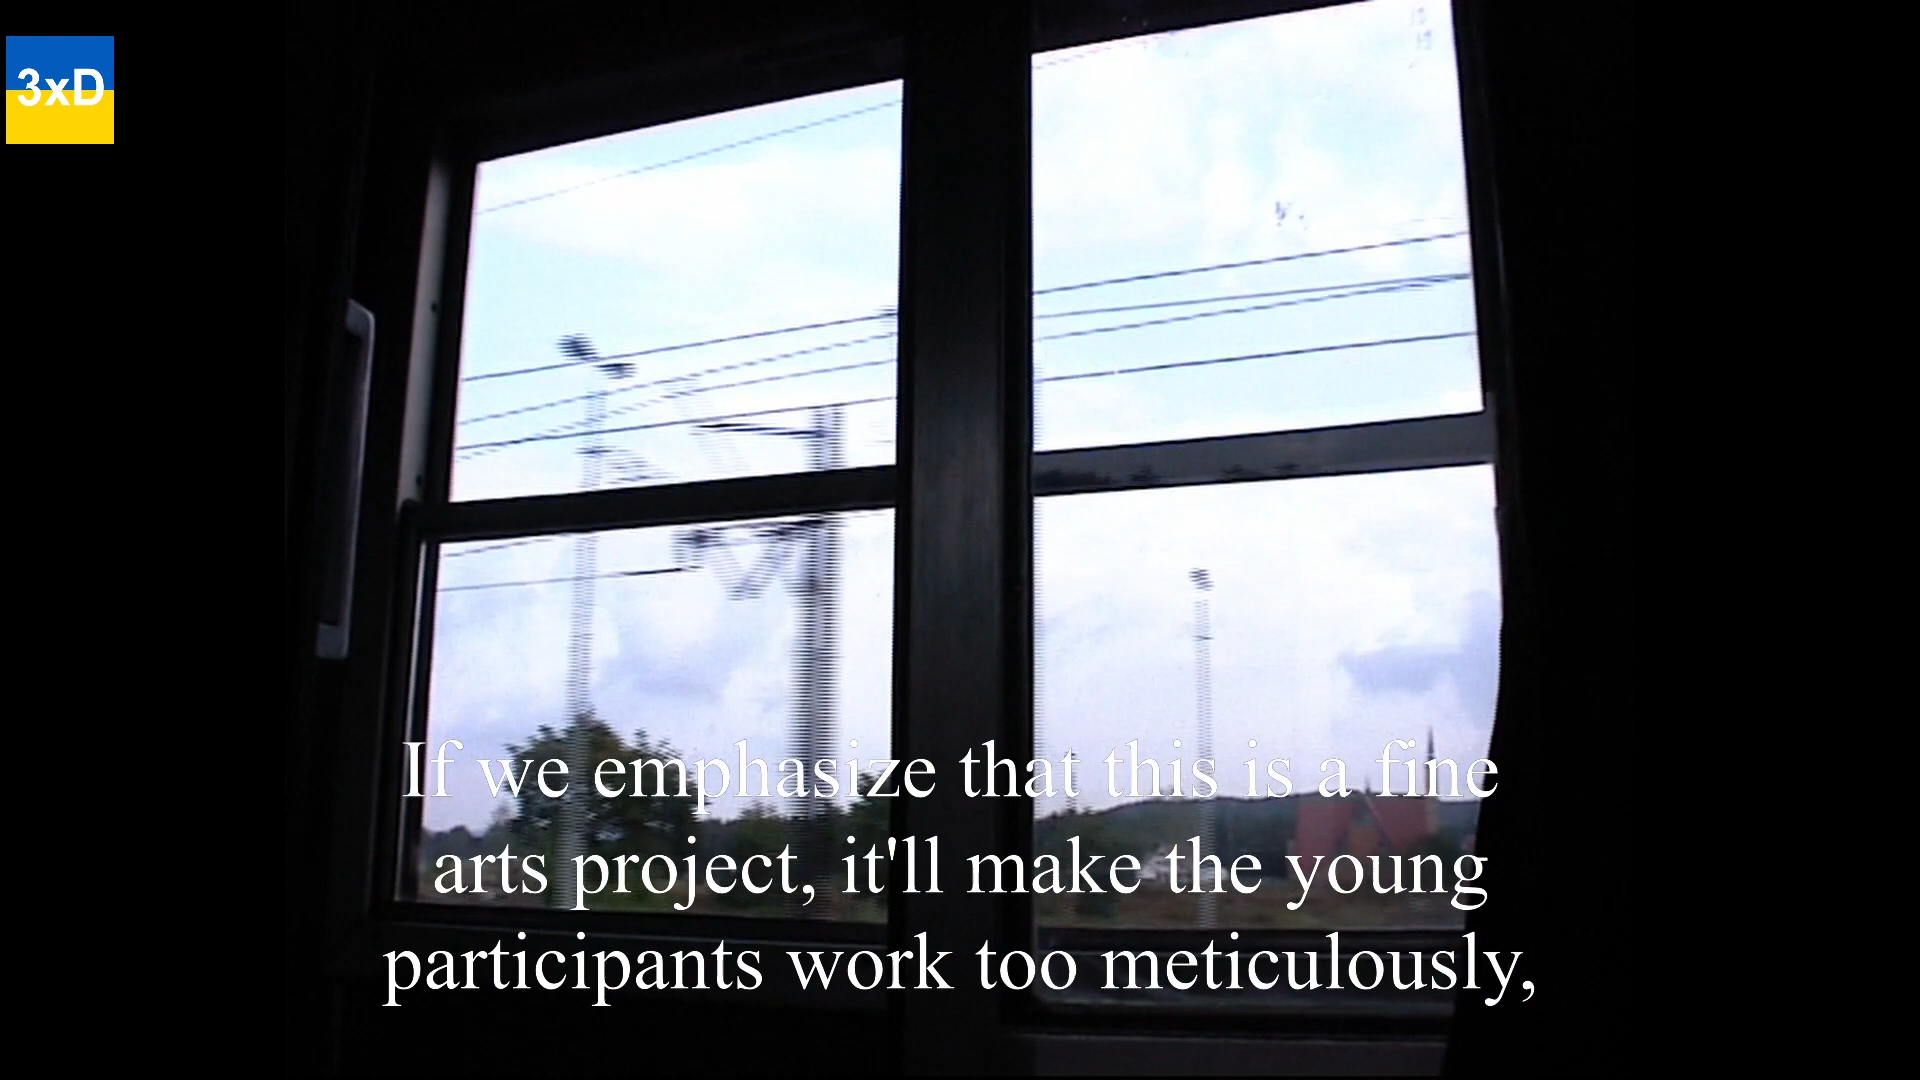 3xD
If we emphasize that this is a fine
arts project, it'll make the young
participants work too meticulously,